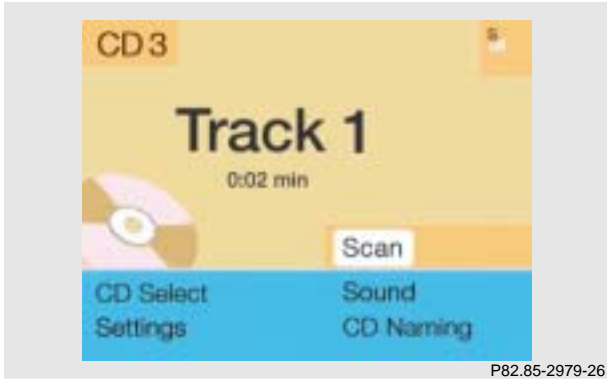 CD 3
S
Track 1
0:02 min
Scan
CD Select Sound
Settings CD Naming
P82.85-2979-26